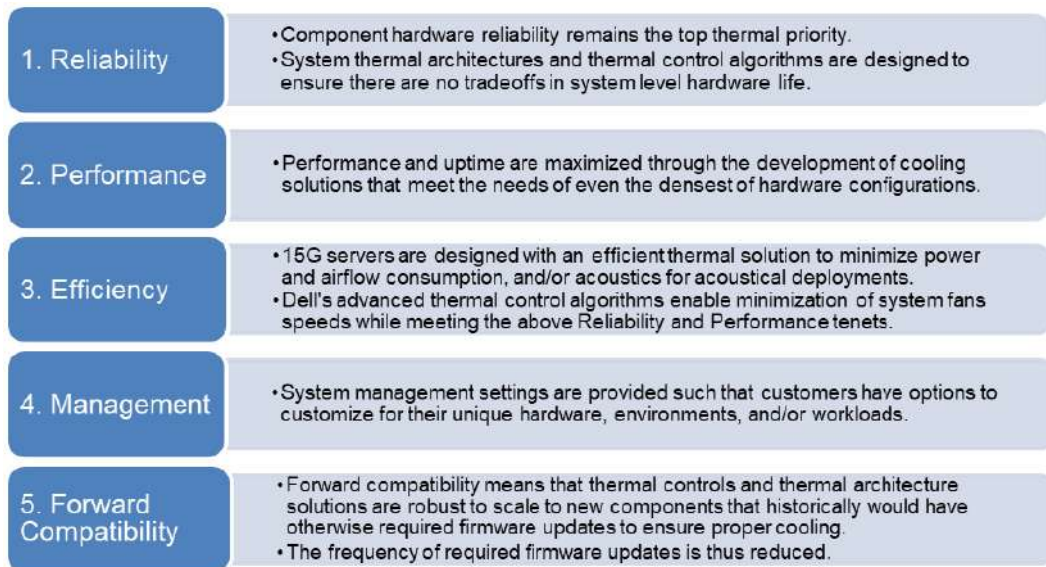 1. Reliability
•Component hardware reliability remains the top thermal priority.
•System thermal architectures and thermal control algorithms are designed to
ensure there are no tradeoffs in system level hardware life.
2. Performance
•Performance and uptime are maximized through the development of cooling
solutions that meet the needs of even the densest of hardware configurations.
3. Efficiency
•15G servers are designed with an efficient thermal solution to minimize power
and airflow consumption, and/or acoustics for acoustical deployments.
•Dell's advanced thermal control algorithms enable minimization of system fans
speeds while meeting the above Reliability and Performance tenets.
4. Management
•System management settings are provided such that customers have options to
customize for their unique hardware, environments, and/or workloads.
5. Forward
Compatibility
•Forward compatibility means that thermal controls and thermal architecture
solutions are robust to scale to new components that historically would have
otherwise required firmware updates to ensure proper cooling.
•The frequency of required firmware updates is thus reduced.